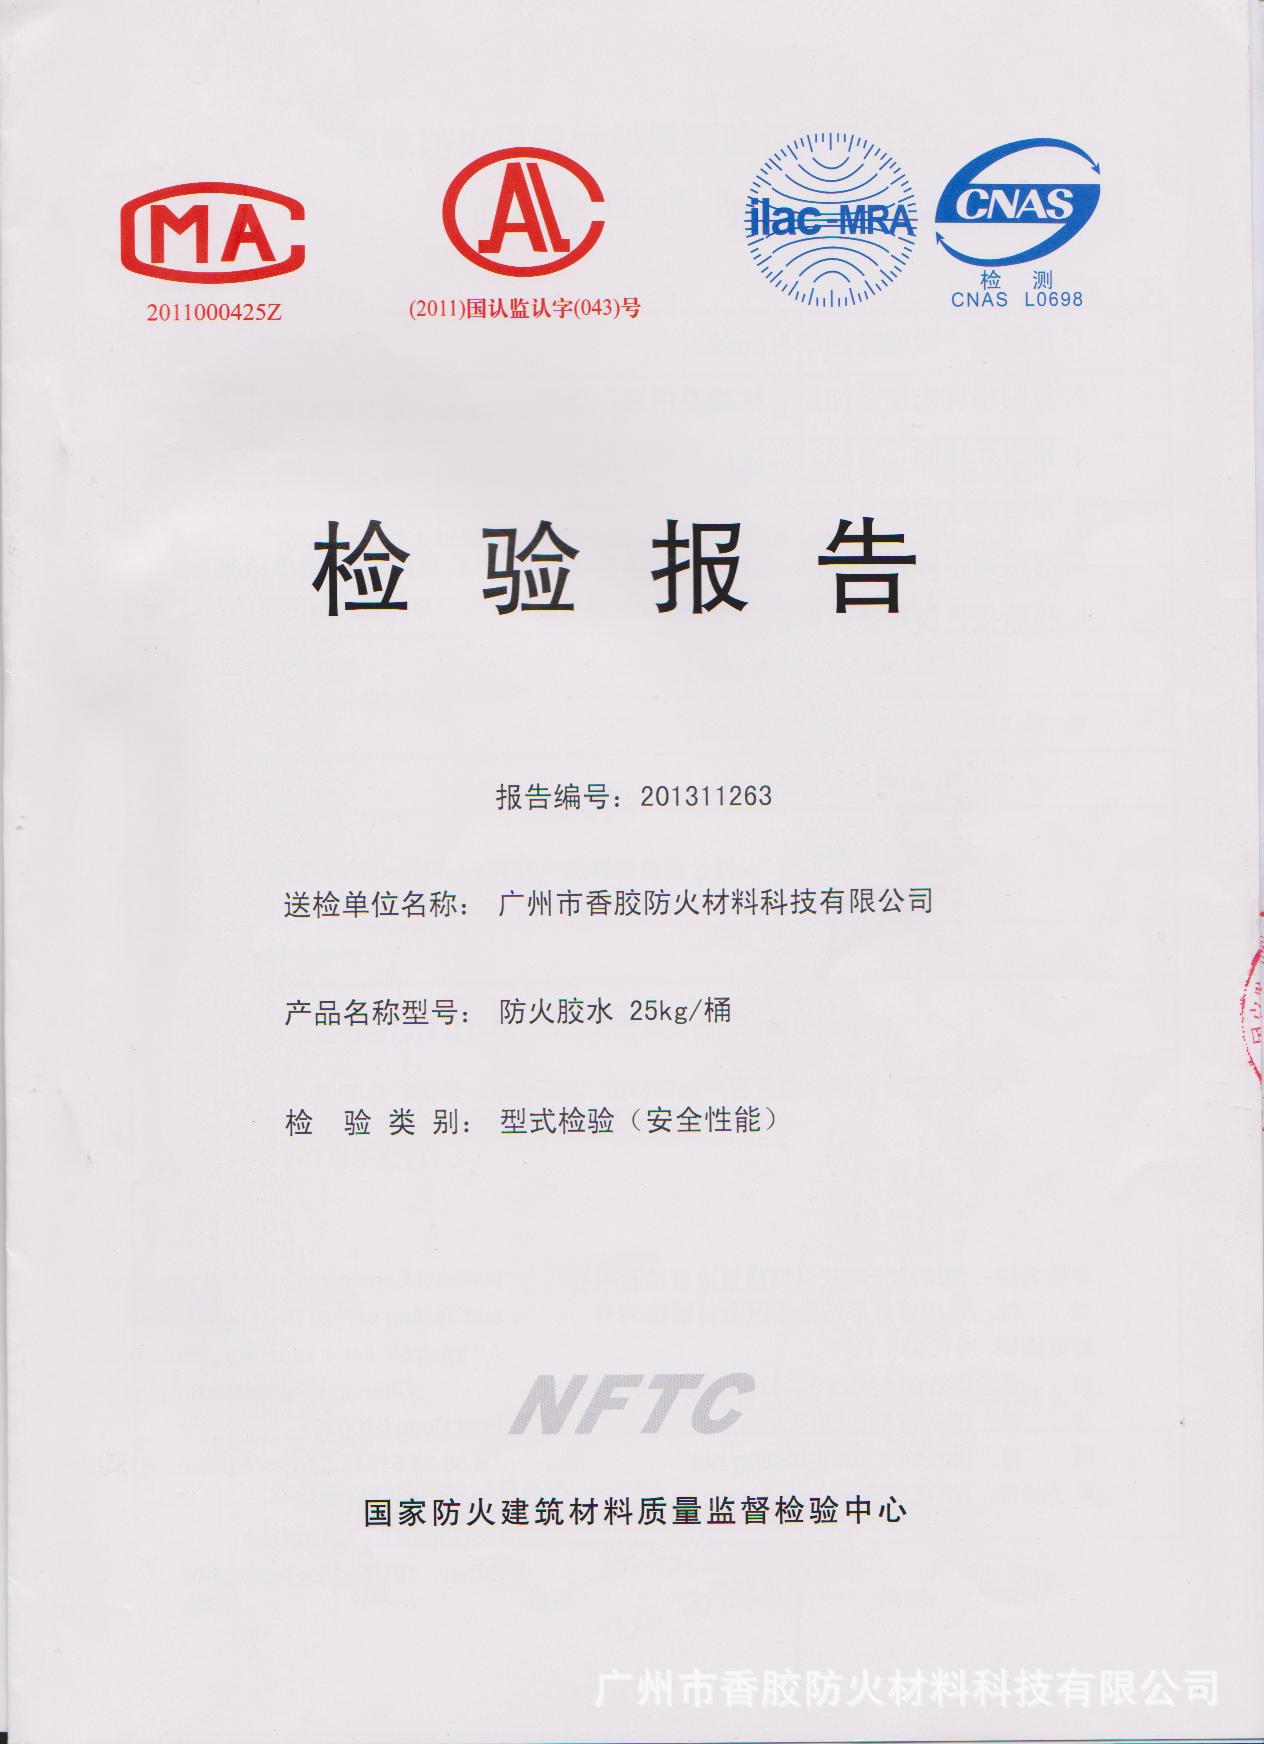 CMA
2011000425Z
CAL
(2011)国认监认字(043)号
ilac-MRA
CNAS
检 测
CNAS L0698
检验报告
报告编号：201311263
送检单位名称： 广州市香胶防火材料科技有限公司
产品名称型号： 防火胶水 25kg/桶
检 验 类 别： 型式检验（安全性能）
NFTC
国家防火建筑材料质量监督检验中心
广州市香胶防火材料科技有限公司